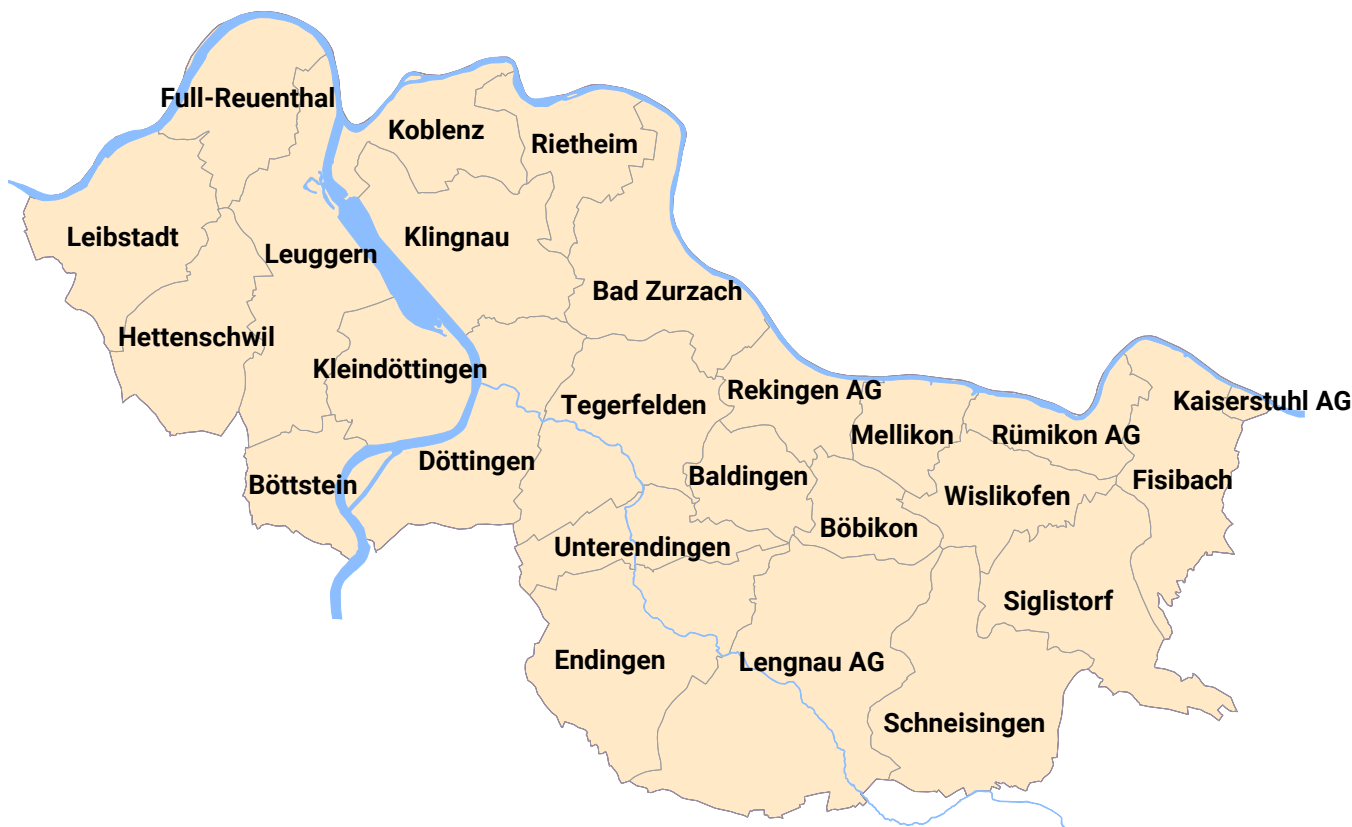 Full-Reuenthal
Koblenz
Rietheim
Leibstadt
Leuggern
Klingnau
Bad Zurzach
Hettenschwil
Kleindöttingen
Tegerfelden
Rekingen AG
Kaiserstuhl AG
Mellikon
Rümikon AG
Döttingen
Böttstein
Baldingen
Wislikofen
Fisibach
Böbikon
Unterendingen
Siglistorf
Endingen
Lengnau AG
Schneisingen